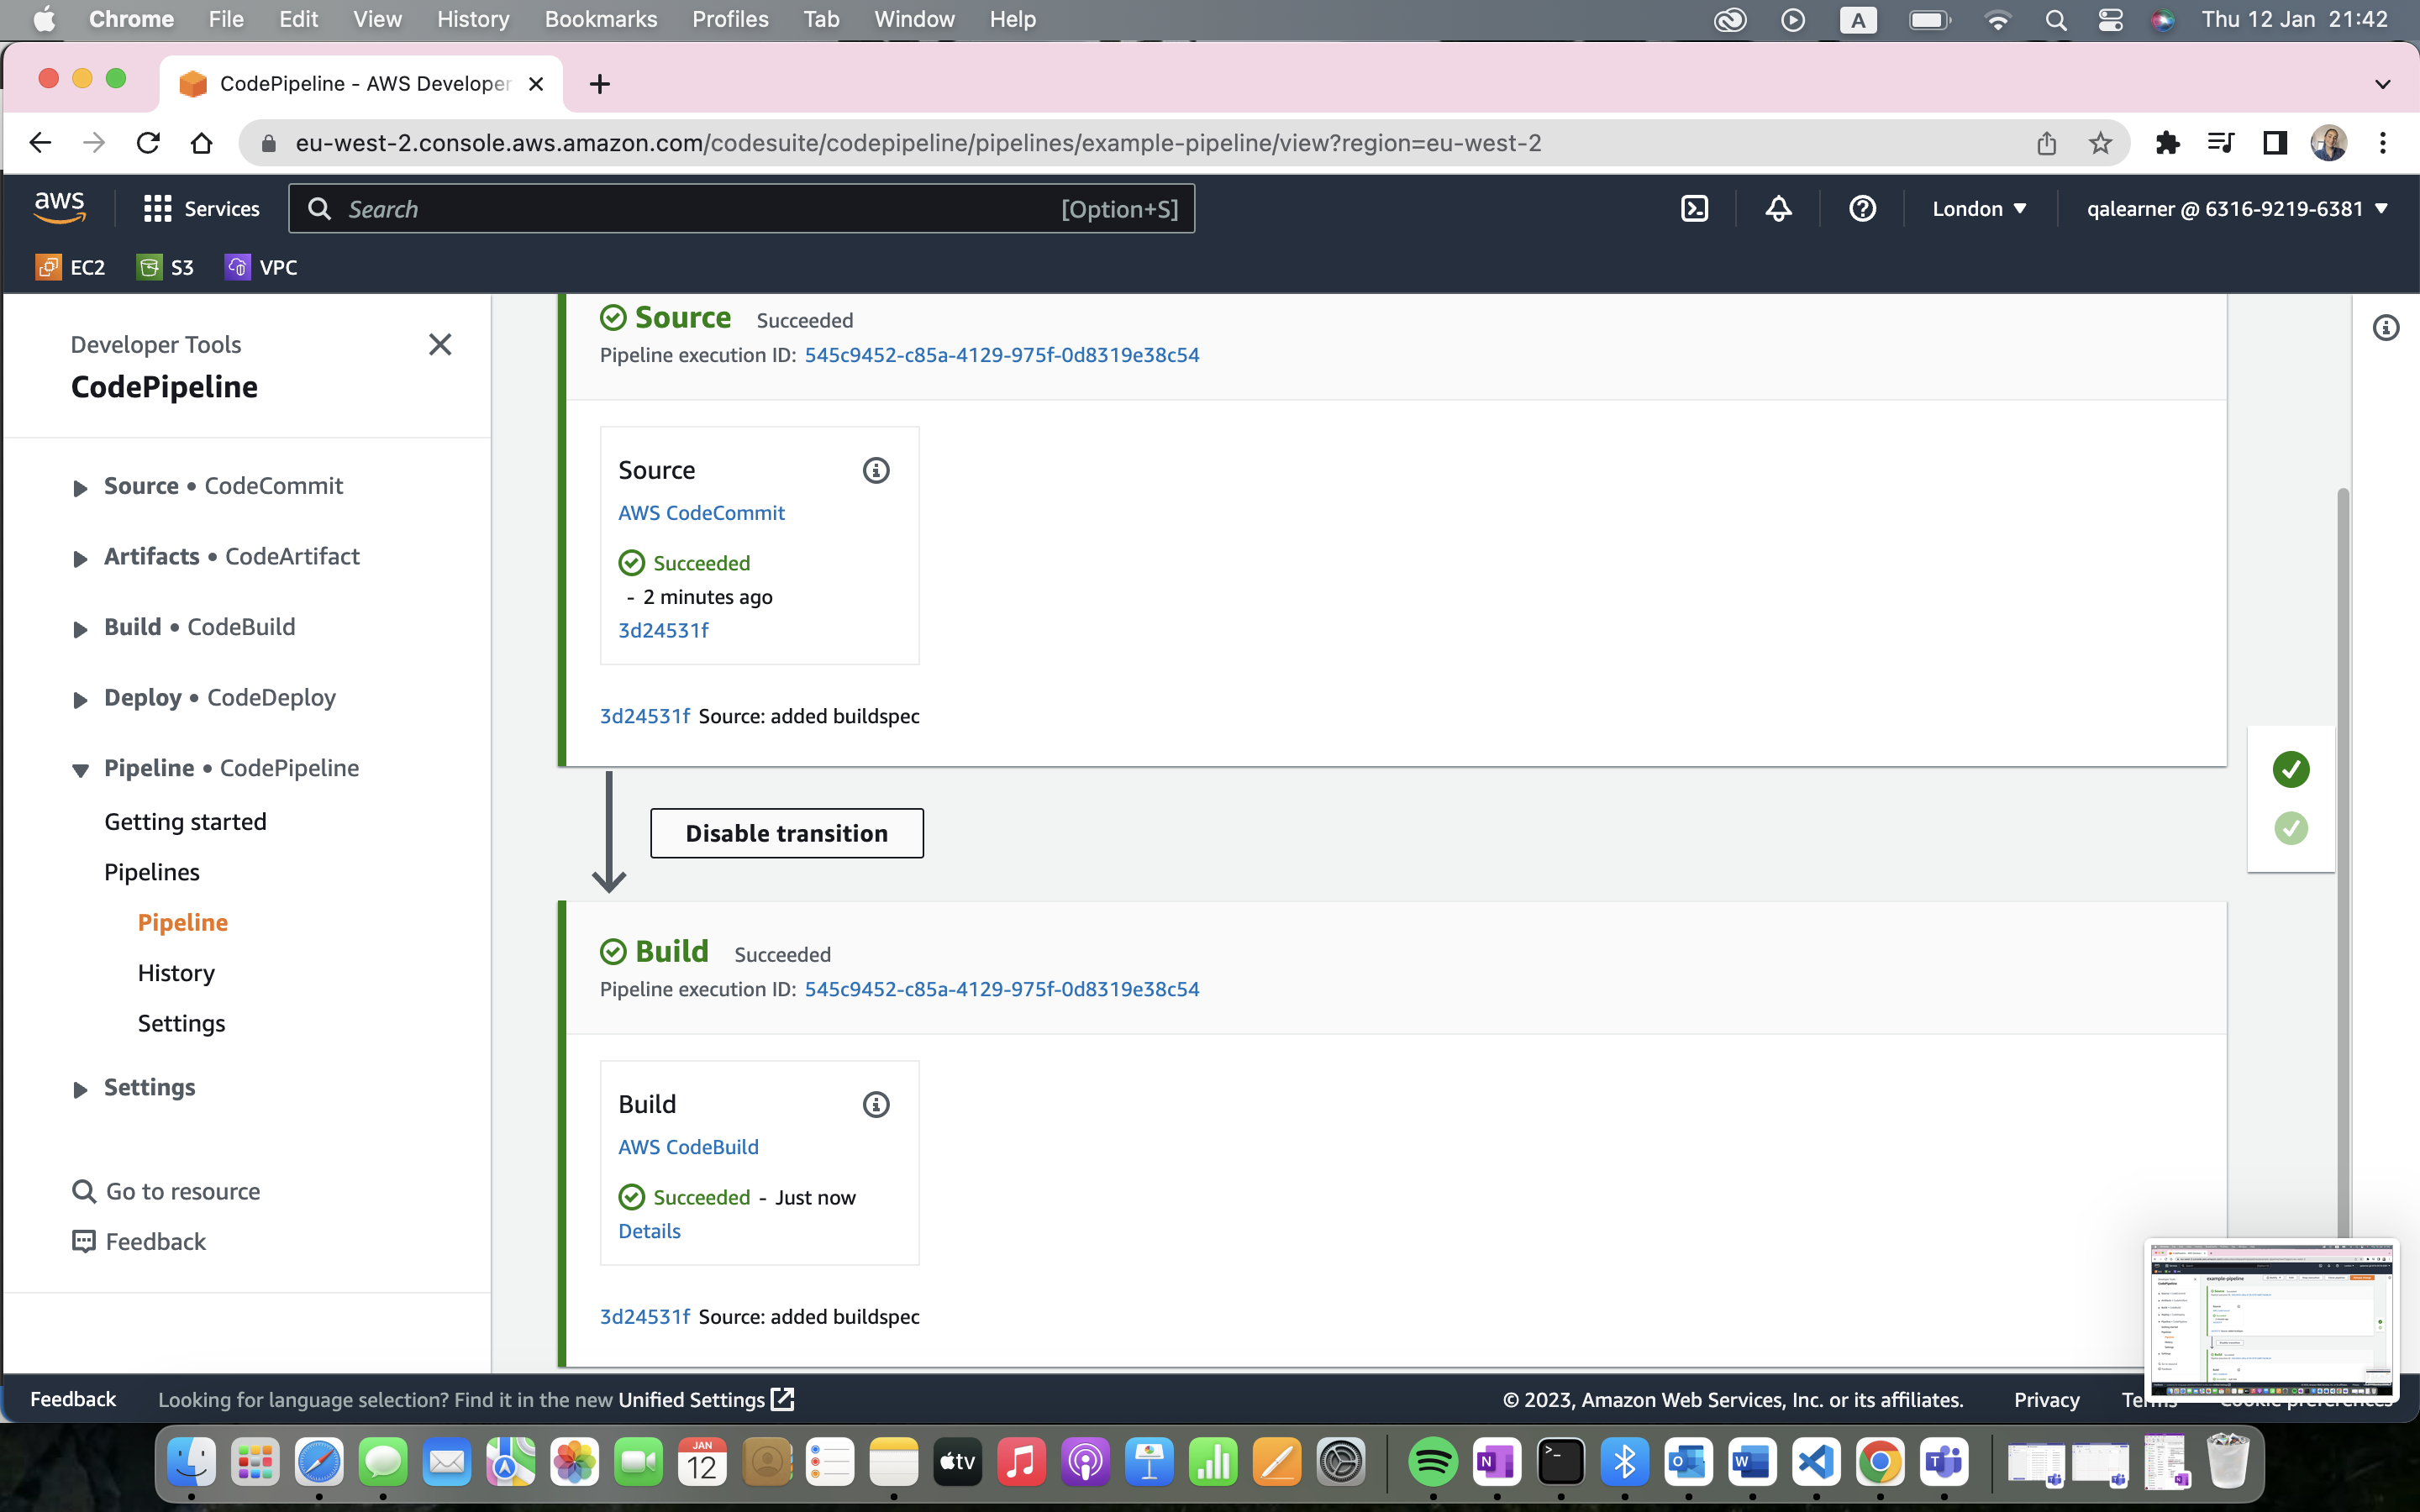 Chrome File Edit View History Bookmarks Profiles Tab Window Help A Thu 12 Jan 21:42
CodePipeline - AWS Developer
eu-west-2.console.aws.amazon.com/codesuite/codepipeline/pipelines/example-pipeline/view?region=eu-west-2
aws Services Search [Option+S] London qalearner @ 6316-9219-6381
EC2 S3 VPC
Developer Tools
CodePipeline
Source • CodeCommit
Artifacts • CodeArtifact
Build • CodeBuild
Deploy • CodeDeploy
Pipeline • CodePipeline
Getting started
Pipelines
Pipeline
History
Settings
Settings
Go to resource
Feedback
Source Succeeded
Pipeline execution ID: 545c9452-c85a-4129-975f-0d8319e38c54
Source
AWS CodeCommit
Succeeded
- 2 minutes ago
3d24531f
3d24531f Source: added buildspec
Disable transition
Build Succeeded
Pipeline execution ID: 545c9452-c85a-4129-975f-0d8319e38c54
Build
AWS CodeBuild
Succeeded - Just now
Details
3d24531f Source: added buildspec
Feedback Looking for language selection? Find it in the new Unified Settings © 2023, Amazon Web Services, Inc. or its affiliates. Privacy Terms Cookie preferences
JAN
12
tv